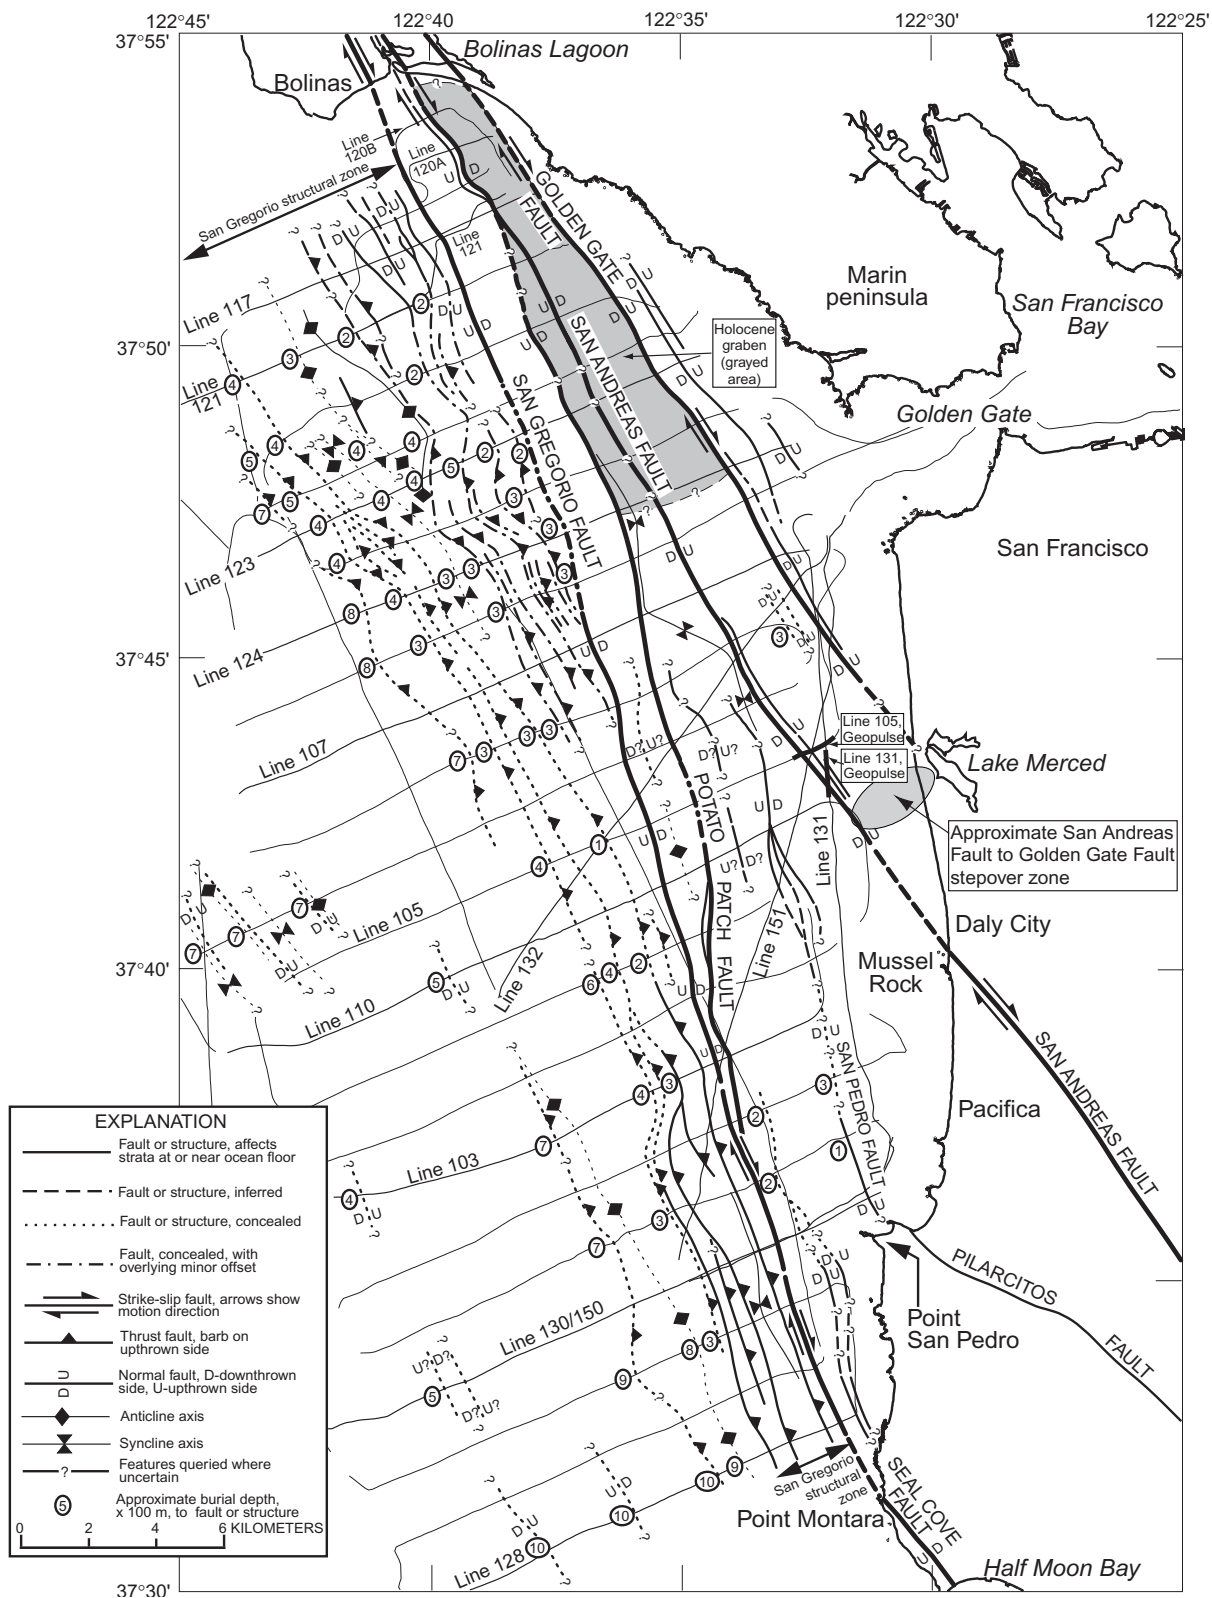 122°45'
122°40'
122°35'
122°30'
122°25'
37°55'
Bolinas Lagoon
Bolinas
Line
120B
Line
120A
San Gregorio structural zone
GOLDEN GATE
FAULT
Line
121
Line 117
Marin
peninsula
San Francisco
Bay
Holocene
graben
(grayed
area)
37°50'
Line
121
SAN ANDREAS FAULT
SAN GREGORIO FAULT
Golden Gate
San Francisco
Line 123
Line 124
37°45'
Line 107
Line 105,
Geopulse
Line 131,
Geopulse
Lake Merced
POTATO
PATCH
FAULT
Line 131
Approximate San Andreas
Fault to Golden Gate Fault
stepover zone
Line 105
Line 132
Line 151
Daly City
Mussel
Rock
37°40'
Line 110
SAN ANDREAS FAULT
SAN PEDRO FAULT
Pacifica
Line 103
PILARCITOS
FAULT
Point
San Pedro
Line 130/150
San Gregorio
structural
zone
SEAL COVE
FAULT
Point Montara
Line 128
Half Moon Bay
37°30'
EXPLANATION
Fault or structure, affects
strata at or near ocean floor
Fault or structure, inferred
Fault or structure, concealed
Fault, concealed, with
overlying minor offset
Strike-slip fault, arrows show
motion direction
Thrust fault, barb on
upthrown side
U
D
Normal fault, D-downthrown
side, U-upthrown side
Anticline axis
Syncline axis
?
Features queried where
uncertain
5
Approximate burial depth,
x 100 m, to fault or structure
0 2 4 6 KILOMETERS